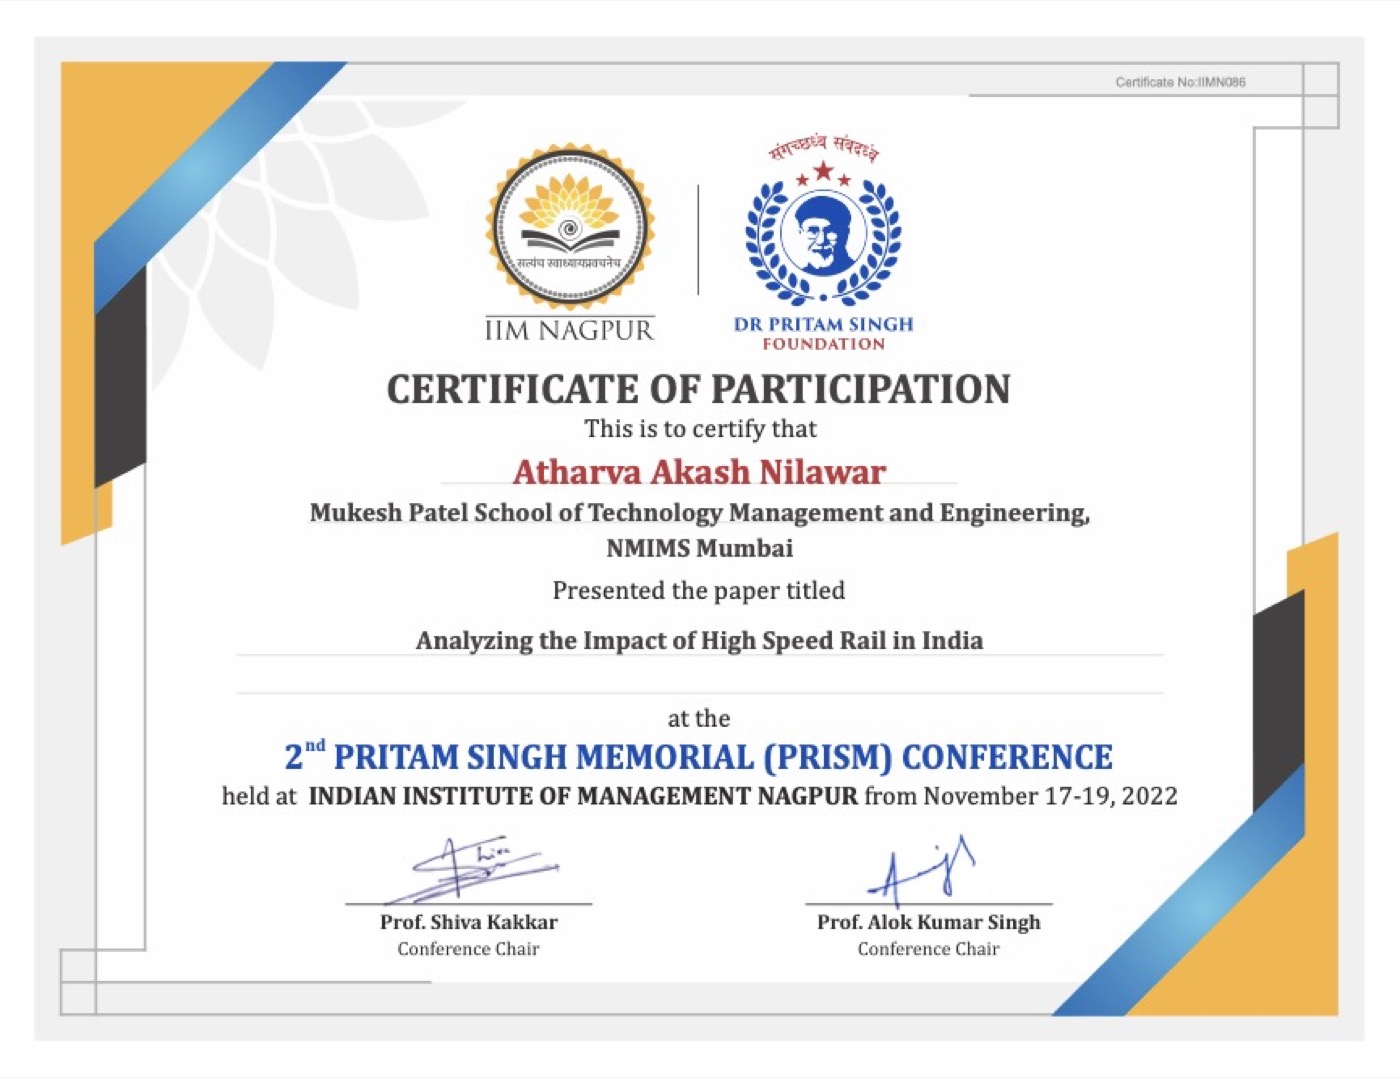 Certificate No:IIMN086
संगच्छध्वं संवदध्वं
सत्यंच स्वाध्यायप्रवचनेच
IIM NAGPUR
DR PRITAM SINGH
FOUNDATION
CERTIFICATE OF PARTICIPATION
This is to certify that
Atharva Akash Nilawar
Mukesh Patel School of Technology Management and Engineering,
NMIMS Mumbai
Presented the paper titled
Analyzing the Impact of High Speed Rail in India
at the
2nd PRITAM SINGH MEMORIAL (PRISM) CONFERENCE
held at INDIAN INSTITUTE OF MANAGEMENT NAGPUR from November 17-19, 2022
Shiva
Prof. Shiva Kakkar
Conference Chair
Prof. Alok Kumar Singh
Conference Chair